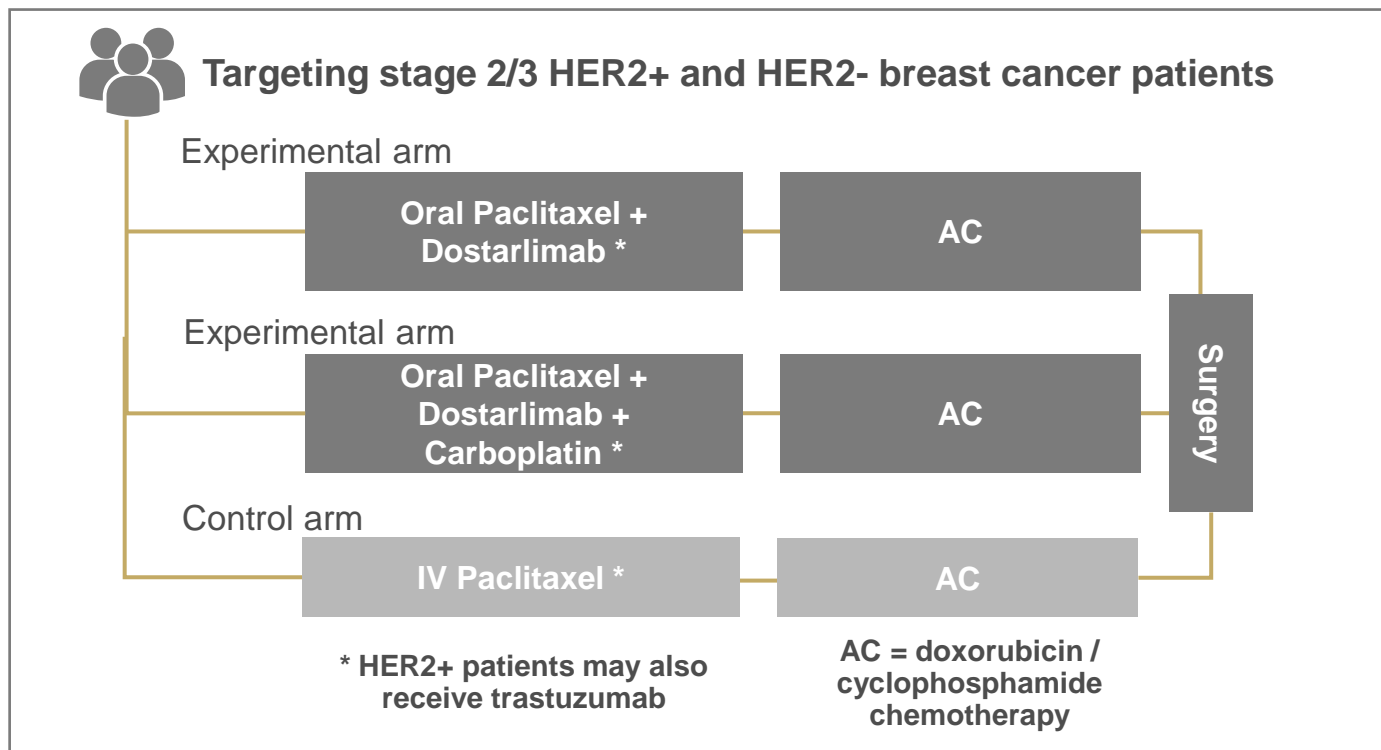 Targeting stage 2/3 HER2+ and HER2- breast cancer patients
Experimental arm
Oral Paclitaxel +
Dostarlimab *
AC
Experimental arm
Oral Paclitaxel +
Dostarlimab +
Carboplatin *
AC
Surgery
Control arm
IV Paclitaxel *
AC
* HER2+ patients may also
receive trastuzumab
AC = doxorubicin /
cyclophosphamide
chemotherapy